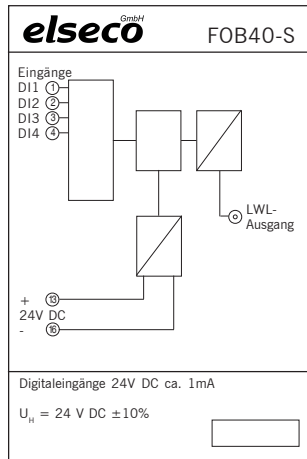 elseco GmbH
FOB40-S
Eingänge
DI1 1
DI2 2
DI3 3
DI4 4
LWL-
Ausgang
+ 13
24V DC
- 16
Digitaleingänge 24V DC ca. 1mA
U_H = 24 V DC ±10%